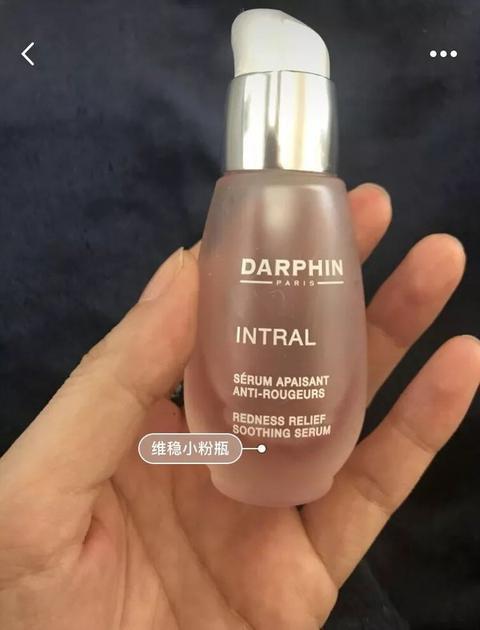 DARPHIN
PARIS
INTRAL
SÉRUM APAISANT
ANTI-ROUGEURS
REDNESS RELIEF
SOOTHING SERUM
维稳小粉瓶